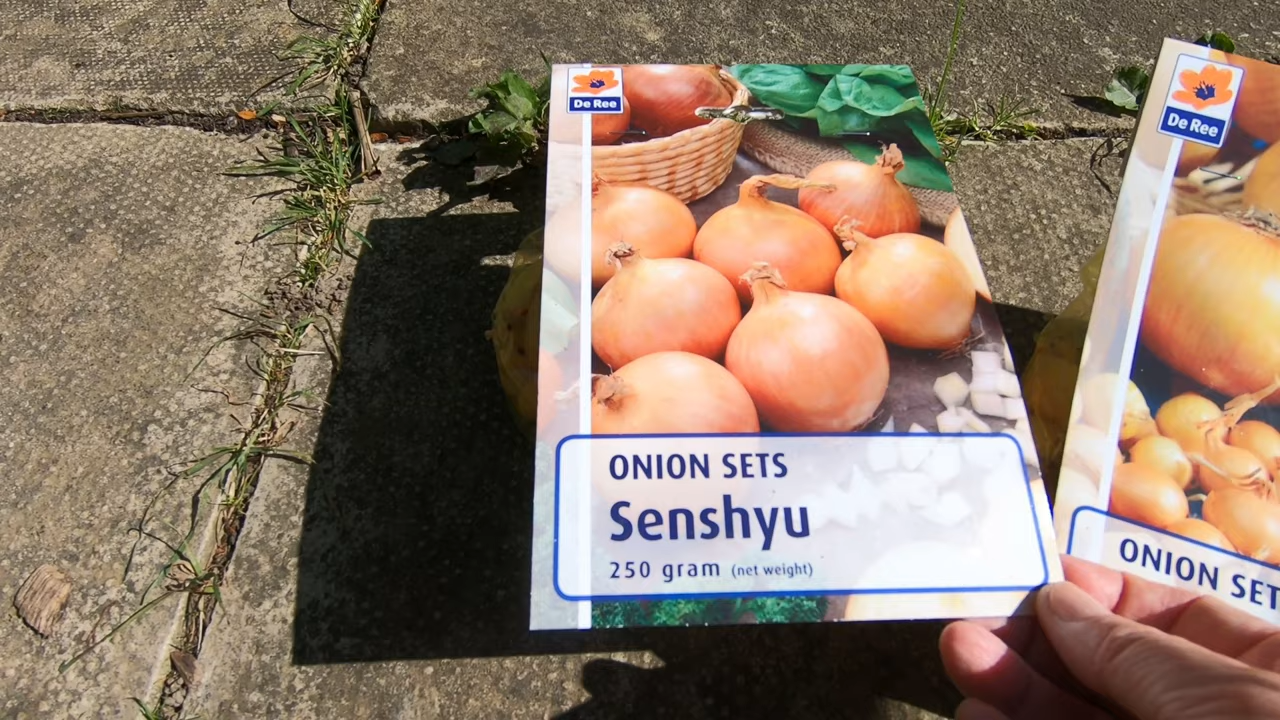 De Ree
ONION SETS
Senshyu
250 gram (net weight)
De Ree
ONION SET